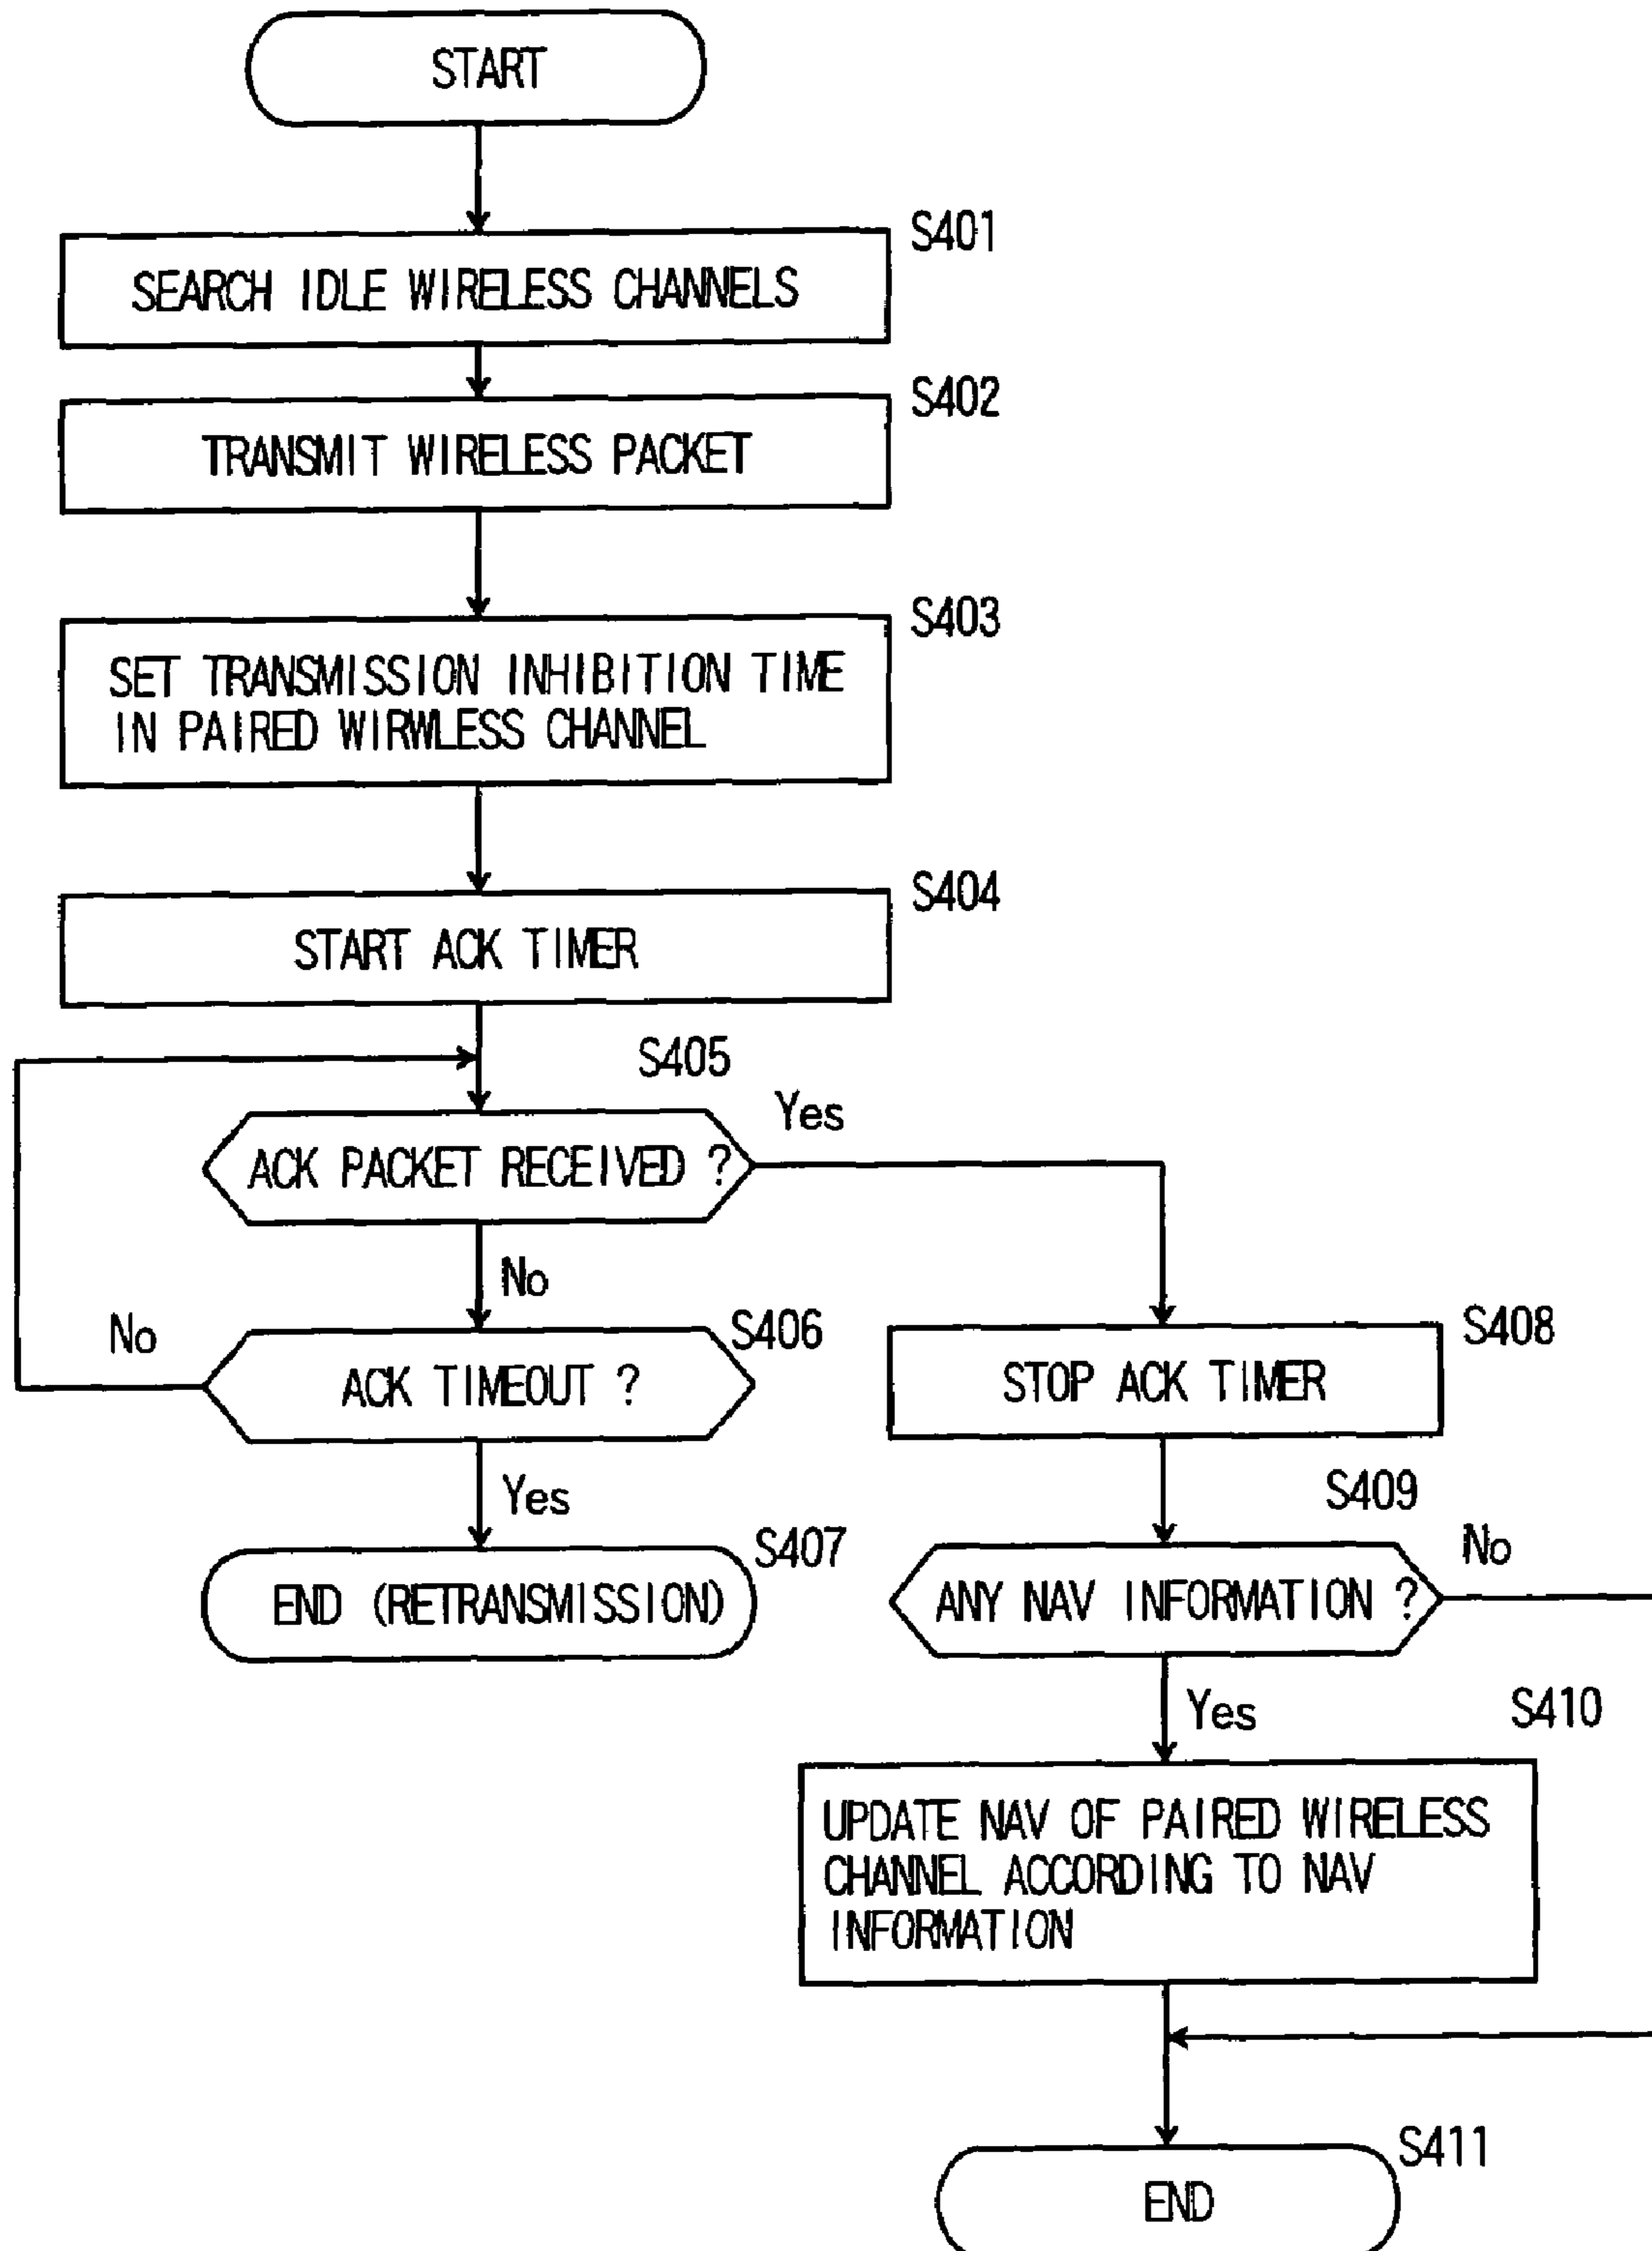 START
S401
SEARCH IDLE WIRELESS CHANNELS
S402
TRANSMIT WIRELESS PACKET
S403
SET TRANSMISSION INHIBITION TIME
IN PAIRED WIRWLESS CHANNEL
S404
START ACK TIMER
S405
ACK PACKET RECEIVED ?
Yes
No
S406
ACK TIMEOUT ?
No
Yes
S407
END (RETRANSMISSION)
S408
STOP ACK TIMER
S409
ANY NAV INFORMATION ?
No
Yes
S410
UPDATE NAV OF PAIRED WIRELESS
CHANNEL ACCORDING TO NAV
INFORMATION
S411
END